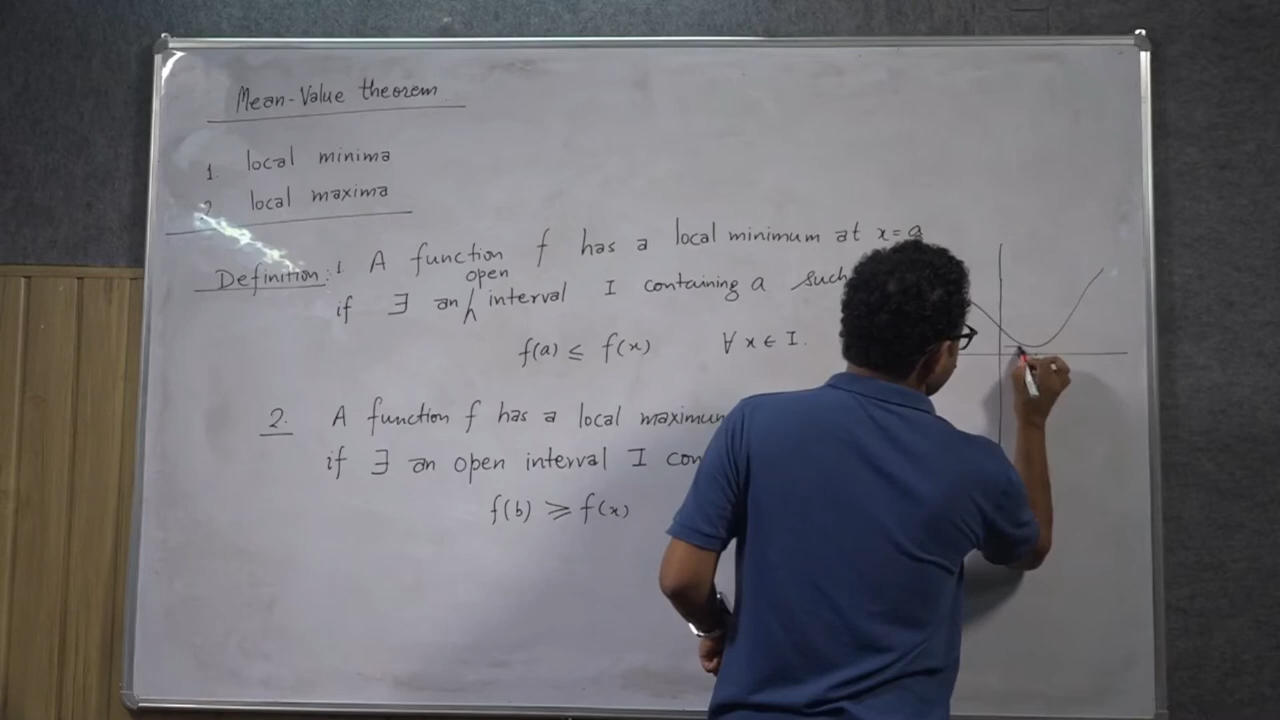 Mean-Value theorem
1. local minima
2 local maxima
Definition: 1. A function f has a local minimum at x=a
open
if ∃ an interval I containing a such
f(a) ≤ f(x) ∀ x ∈ I.
2. A function f has a local maximum
if ∃ an open interval I con
f(b) ⩾ f(x)